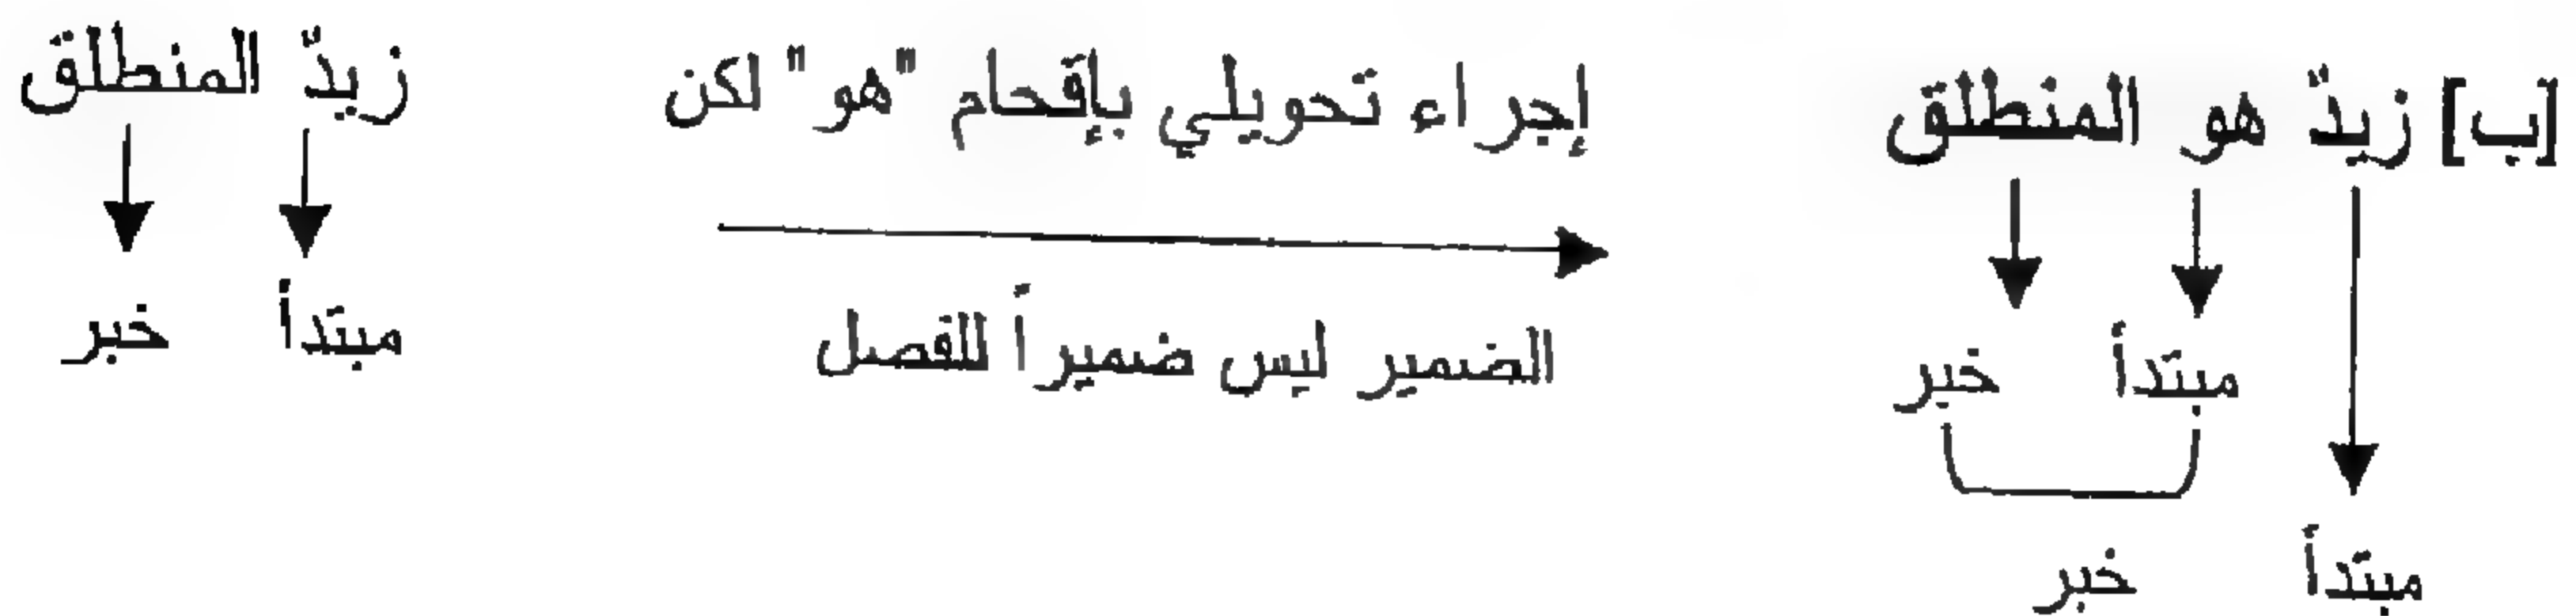 [ب] زيدٌ هو المنطلق
مبتدأ خبر
مبتدأ خبر
إجراء تحويلي بإقحام "هو" لكن
الضمير ليس ضميراً للفصل
زيدٌ المنطلق
مبتدأ خبر